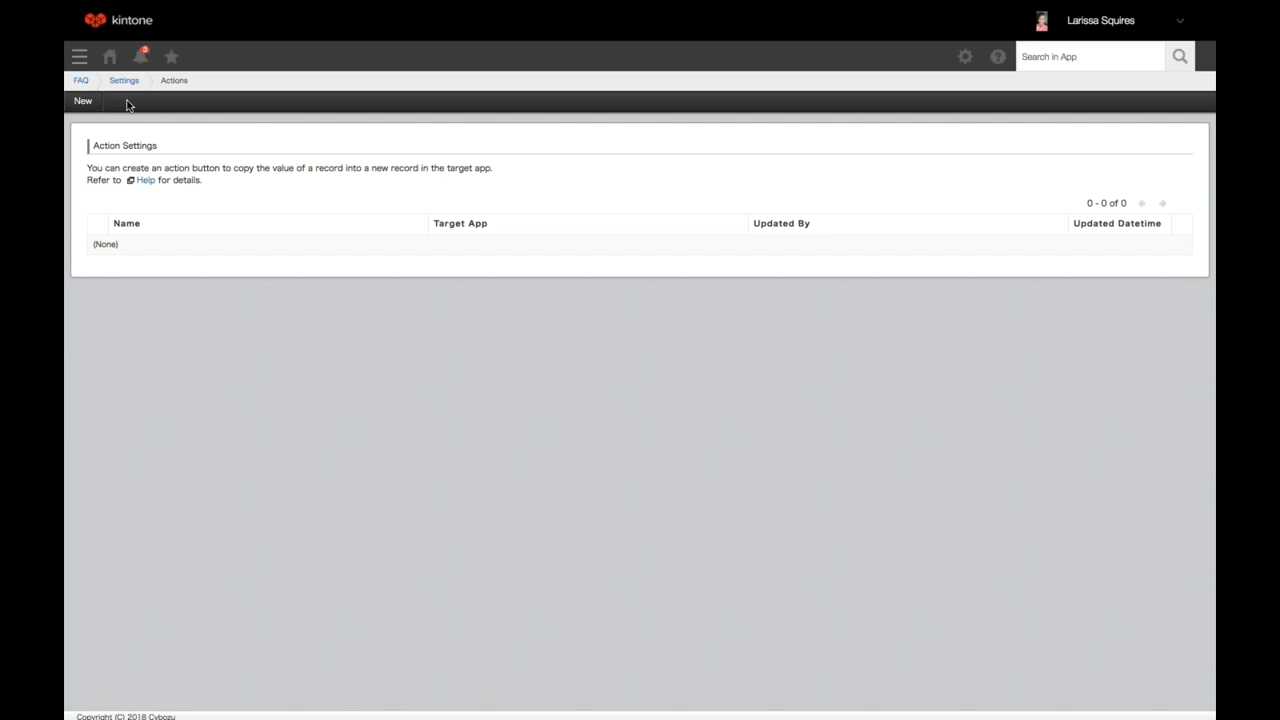 kintone
Larissa Squires
3
Search in App
FAQ Settings Actions
New
Action Settings
You can create an action button to copy the value of a record into a new record in the target app.
Refer to Help for details.
0 - 0 of 0
Name Target App Updated By Updated Datetime
(None)
Copyright (C) 2018 Cybozu